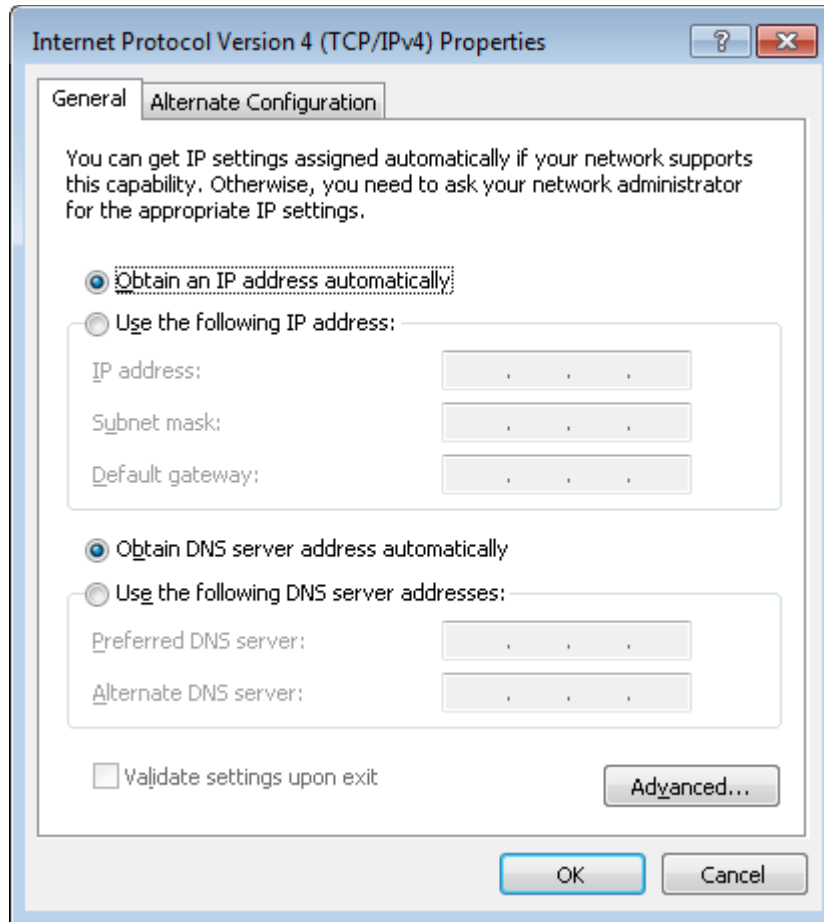 Internet Protocol Version 4 (TCP/IPv4) Properties
General
Alternate Configuration
You can get IP settings assigned automatically if your network supports
this capability. Otherwise, you need to ask your network administrator
for the appropriate IP settings.
Obtain an IP address automatically
Use the following IP address:
IP address:
Subnet mask:
Default gateway:
Obtain DNS server address automatically
Use the following DNS server addresses:
Preferred DNS server:
Alternate DNS server:
Validate settings upon exit
Advanced...
OK
Cancel